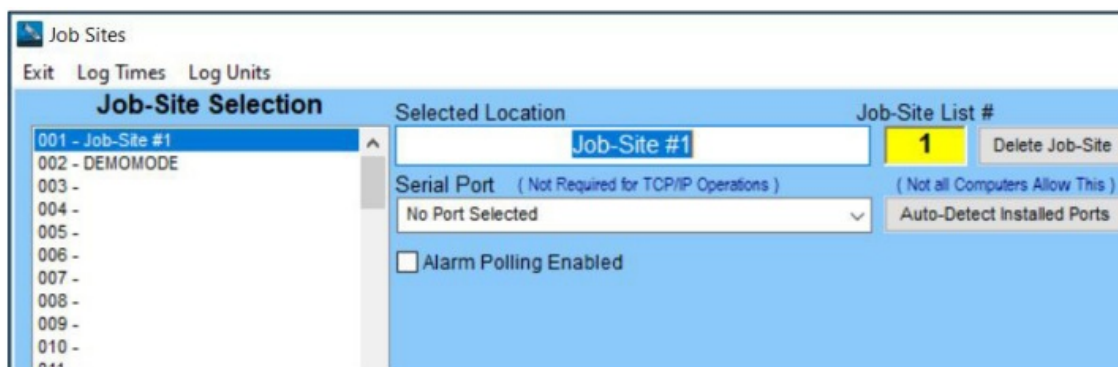 Job Sites
Exit Log Times Log Units
Job-Site Selection
001 - Job-Site #1
002 - DEMOMODE
003 -
004 -
005 -
006 -
007 -
008 -
009 -
010 -
Selected Location
Job-Site List #
Job-Site #1
1
Delete Job-Site
Serial Port ( Not Required for TCP/IP Operations )
( Not all Computers Allow This )
No Port Selected
Auto-Detect Installed Ports
Alarm Polling Enabled